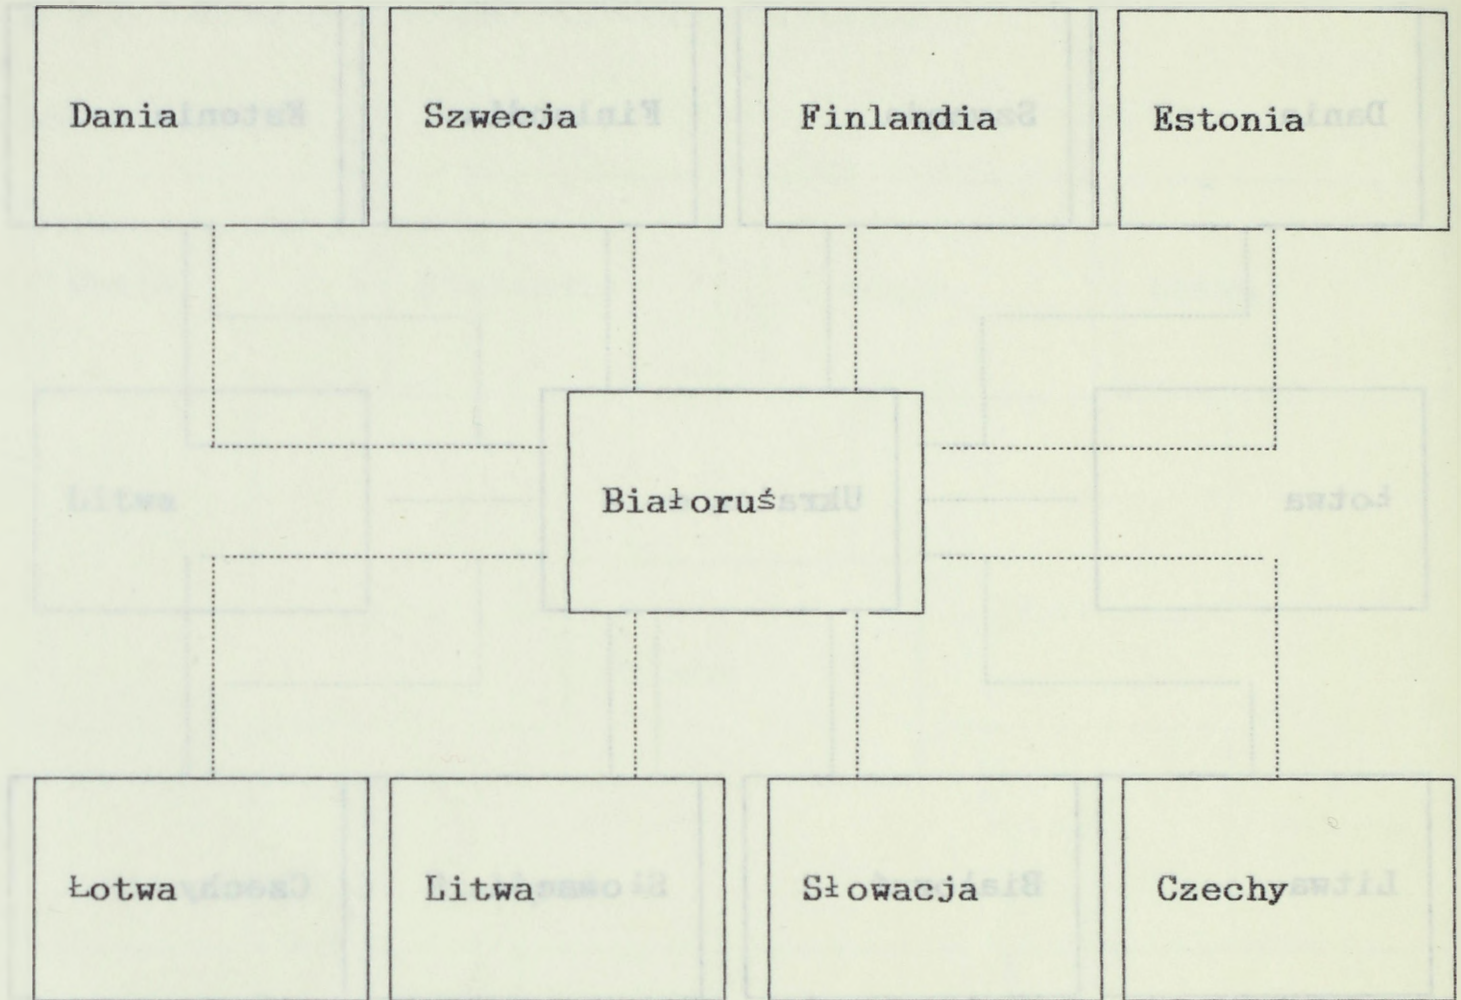 Dania
Szwecja
Finlandia
Estonia
Białoruś
Łotwa
Litwa
Słowacja
Czechy